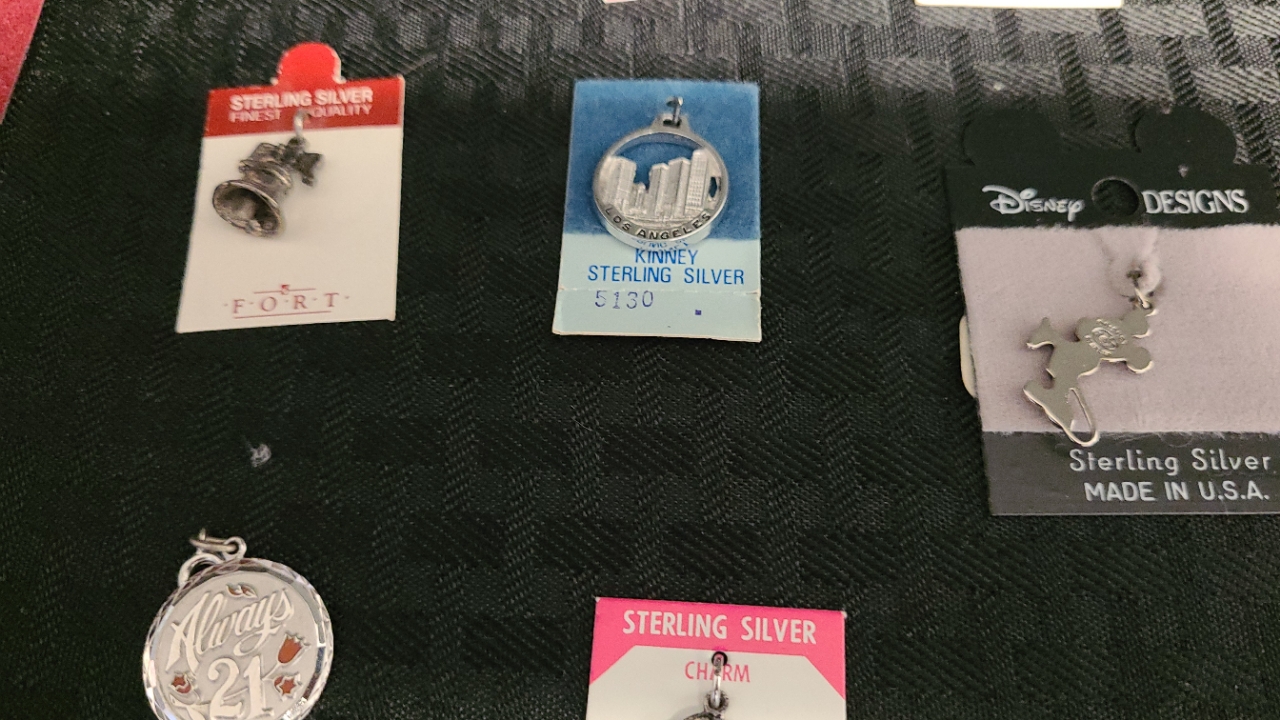 STERLING SILVER
FINEST QUALITY
·F·O·R·T·
LOS ANGELES
KINNEY
STERLING SILVER
5130
Disney DESIGNS
Sterling Silver
MADE IN U.S.A.
Always
21
STERLING SILVER
CHARM